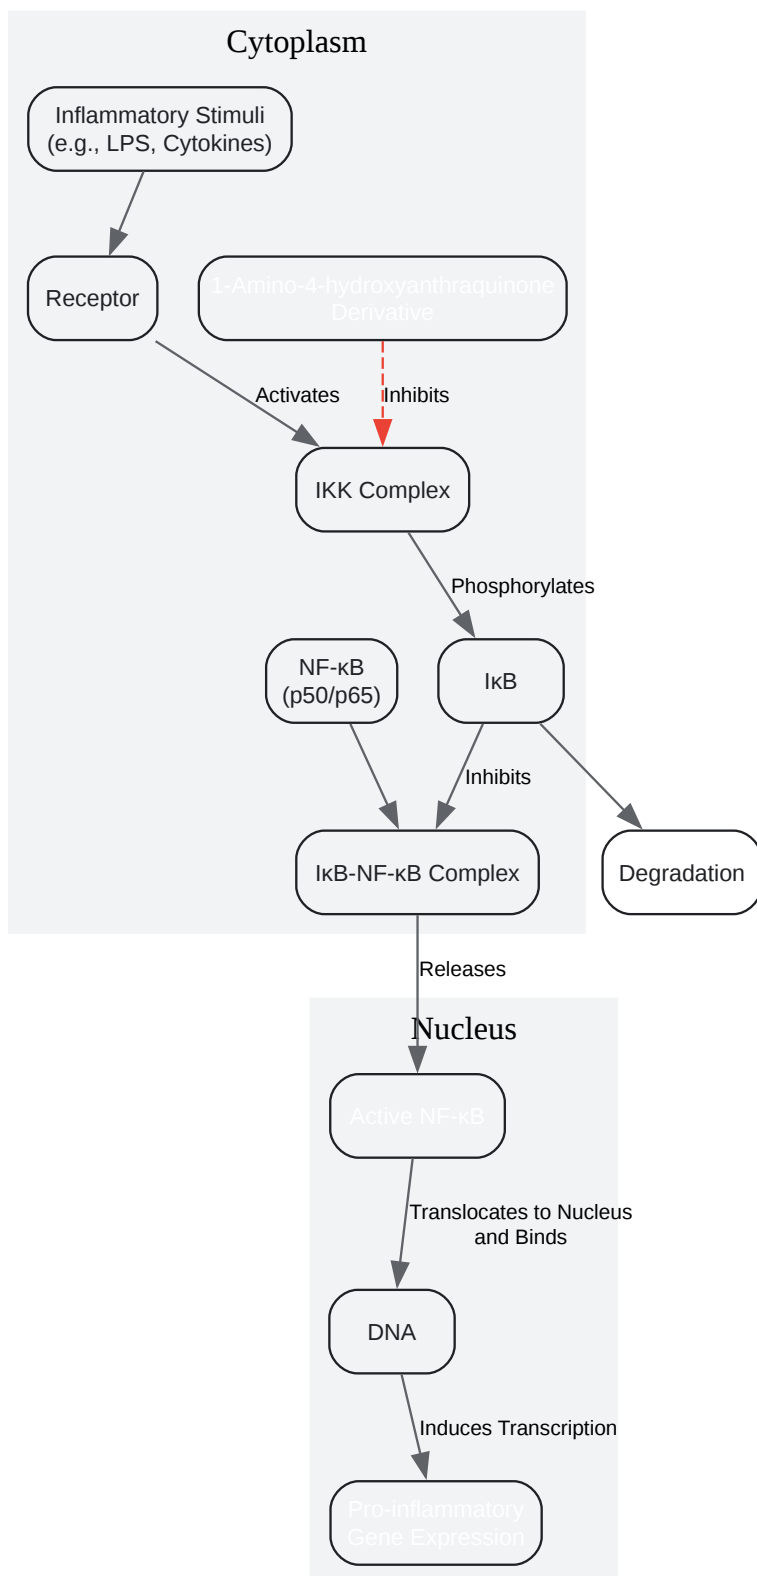 Cytoplasm
Inflammatory Stimuli
(e.g., LPS, Cytokines)
Receptor
1-Amino-4-hydroxyanthraquinone
Derivative
Activates
Inhibits
IKK Complex
Phosphorylates
NF-κB
(p50/p65)
IκB
Inhibits
IκB-NF-κB Complex
Degradation
Releases
Nucleus
Active NF-κB
Translocates to Nucleus
and Binds
DNA
Induces Transcription
Pro-inflammatory
Gene Expression